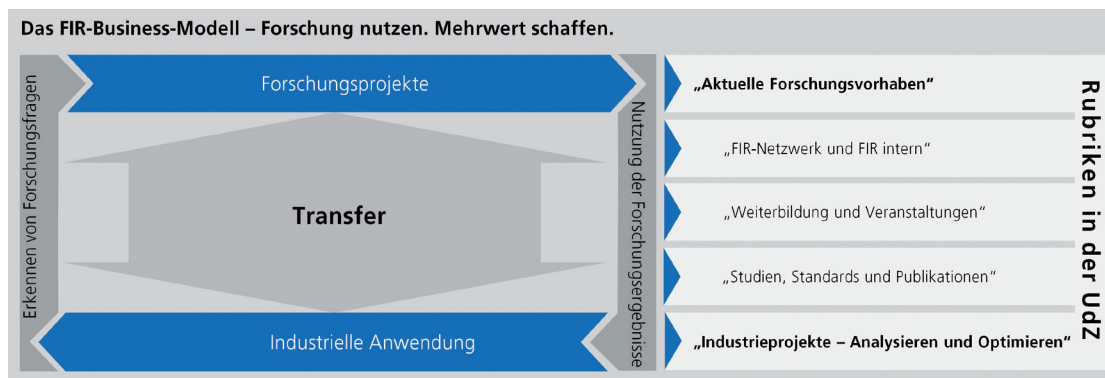 Das FIR-Business-Modell – Forschung nutzen. Mehrwert schaffen.
Erkennen von Forschungsfragen
Forschungsprojekte
Transfer
Industrielle Anwendung
Nutzung der Forschungsergebnisse
„Aktuelle Forschungsvorhaben“
„FIR-Netzwerk und FIR intern“
„Weiterbildung und Veranstaltungen“
„Studien, Standards und Publikationen“
„Industrieprojekte – Analysieren und Optimieren“
Rubriken in der UdZ